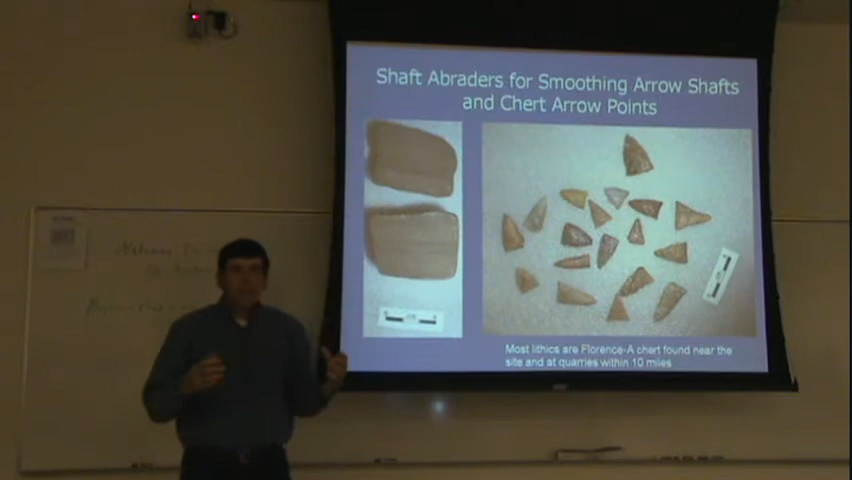 Shaft Abraders for Smoothing Arrow Shafts
and Chert Arrow Points
Most lithics are Florence-A chert found near the
site and at quarries within 10 miles